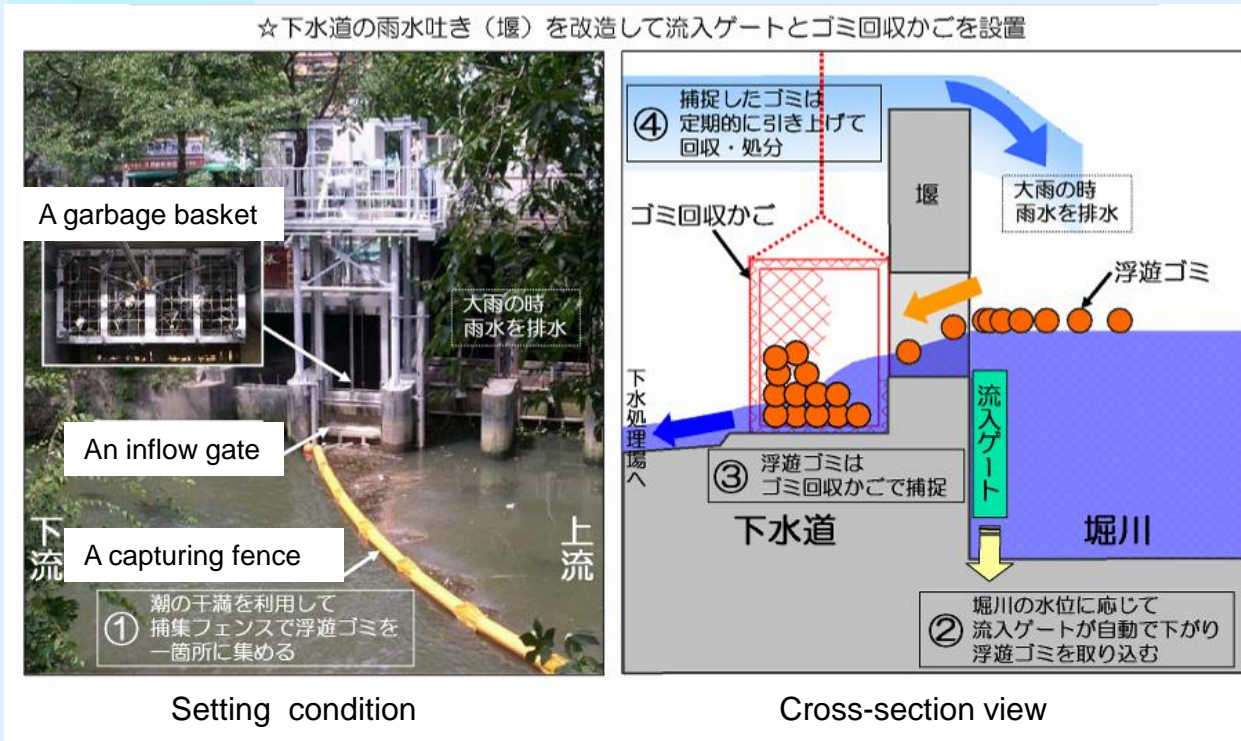 ☆下水道の雨水吐き（堰）を改造して流入ゲートとゴミ回収かごを設置
A garbage basket
大雨の時
雨水を排水
An inflow gate
A capturing fence
下流
上流
① 潮の干満を利用して
捕集フェンスで浮遊ゴミを
一箇所に集める
Setting condition
④ 捕捉したゴミは
定期的に引き上げて
回収・処分
堰
大雨の時
雨水を排水
ゴミ回収かご
浮遊ゴミ
下水処理場へ
流入ゲート
③ 浮遊ゴミは
ゴミ回収かごで捕捉
下水道
堀川
② 堀川の水位に応じて
流入ゲートが自動で下がり
浮遊ゴミを取り込む
Cross-section view